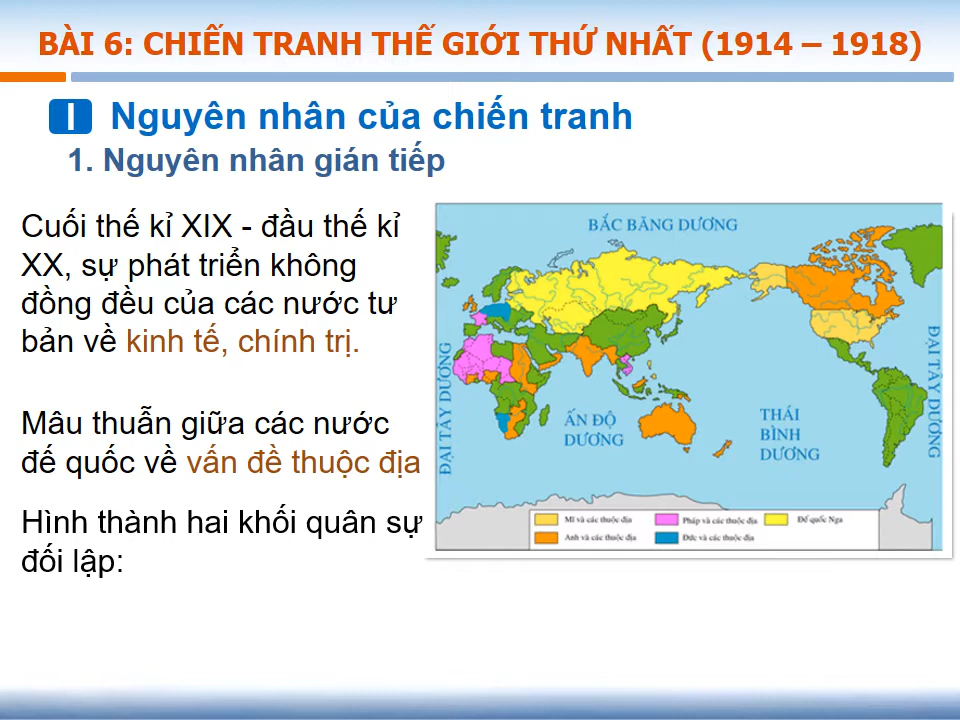 BÀI 6: CHIẾN TRANH THẾ GIỚI THỨ NHẤT (1914 – 1918)
I Nguyên nhân của chiến tranh
1. Nguyên nhân gián tiếp
Cuối thế kỉ XIX - đầu thế kỉ
XX, sự phát triển không
đồng đều của các nước tư
bản về kinh tế, chính trị.
Mâu thuẫn giữa các nước
đế quốc về vấn đề thuộc địa
Hình thành hai khối quân sự
đối lập:
BẮC BĂNG DƯƠNG
ĐẠI TÂY DƯƠNG
ẤN ĐỘ
DƯƠNG
THÁI
BÌNH
DƯƠNG
ĐẠI TÂY DƯƠNG
Mĩ và các thuộc địa
Pháp và các thuộc địa
Đế quốc Nga
Anh và các thuộc địa
Đức và các thuộc địa